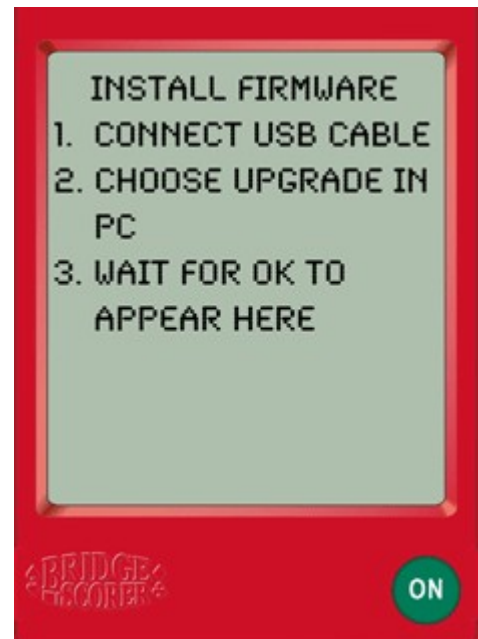 INSTALL FIRMWARE
1. CONNECT USB CABLE
2. CHOOSE UPGRADE IN
PC
3. WAIT FOR OK TO
APPEAR HERE
BRIDGE
SCORER
ON